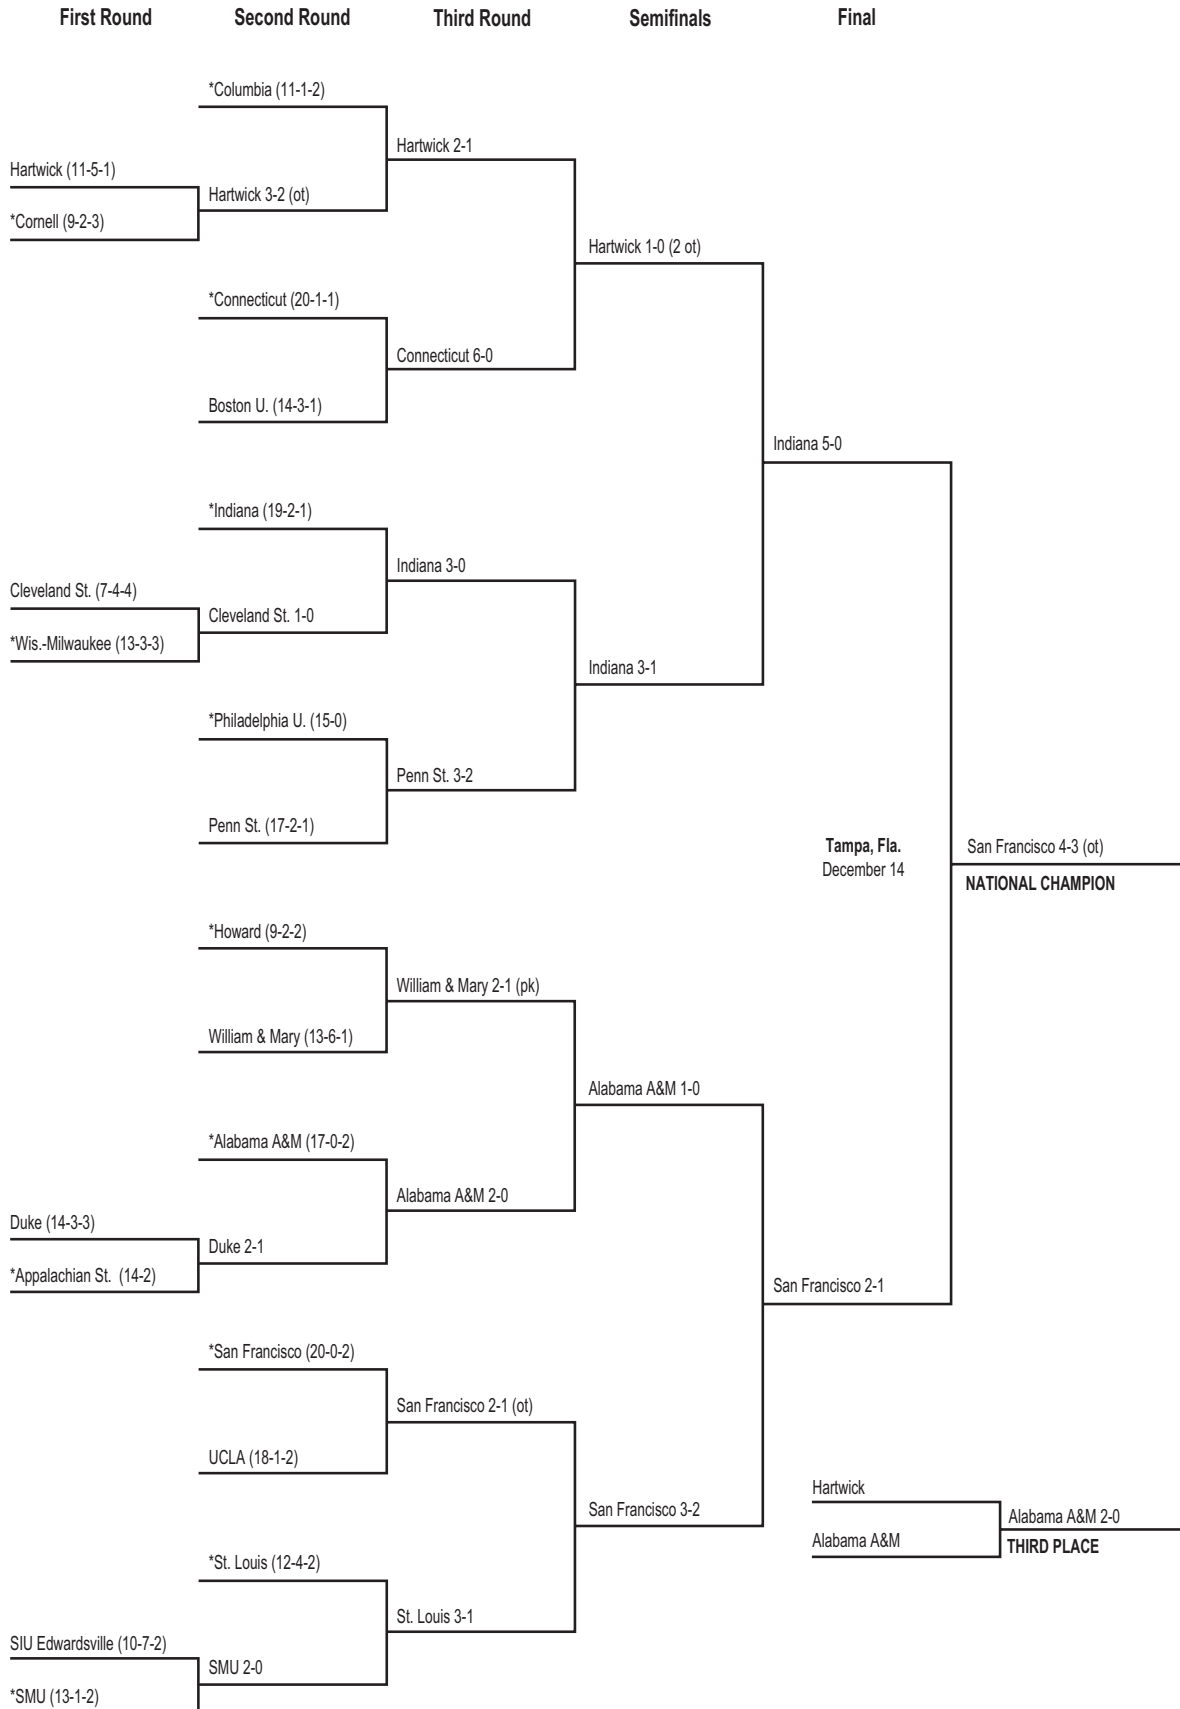 First Round
Second Round
Third Round
Semifinals
Final
*Columbia (11-1-2)
Hartwick 2-1
Hartwick (11-5-1)
Hartwick 3-2 (ot)
*Cornell (9-2-3)
Hartwick 1-0 (2 ot)
*Connecticut (20-1-1)
Connecticut 6-0
Boston U. (14-3-1)
Indiana 5-0
*Indiana (19-2-1)
Indiana 3-0
Cleveland St. (7-4-4)
Cleveland St. 1-0
*Wis.-Milwaukee (13-3-3)
Indiana 3-1
*Philadelphia U. (15-0)
Penn St. 3-2
Penn St. (17-2-1)
Tampa, Fla.
December 14
San Francisco 4-3 (ot)
NATIONAL CHAMPION
*Howard (9-2-2)
William & Mary 2-1 (pk)
William & Mary (13-6-1)
Alabama A&M 1-0
*Alabama A&M (17-0-2)
Alabama A&M 2-0
Duke (14-3-3)
Duke 2-1
*Appalachian St.  (14-2)
San Francisco 2-1
*San Francisco (20-0-2)
San Francisco 2-1 (ot)
UCLA (18-1-2)
San Francisco 3-2
*St. Louis (12-4-2)
St. Louis 3-1
SIU Edwardsville (10-7-2)
SMU 2-0
*SMU (13-1-2)
Hartwick
Alabama A&M 2-0
Alabama A&M
THIRD PLACE